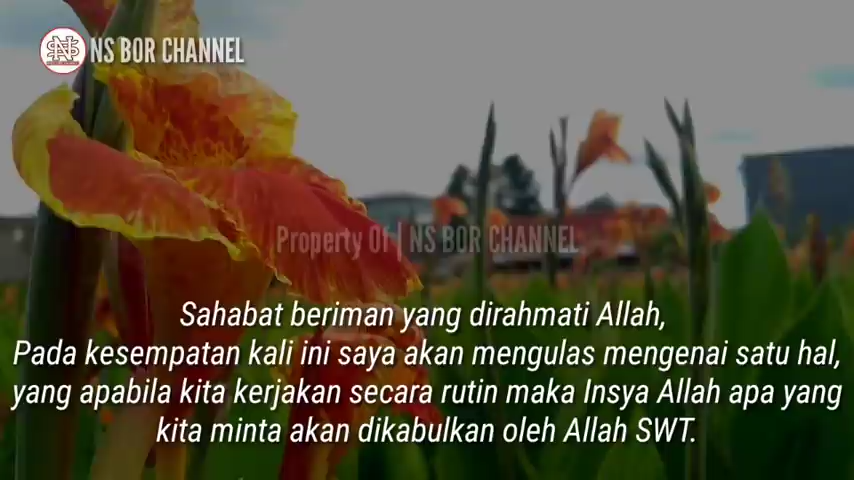 NS BOR CHANNEL
Property Of | NS BOR CHANNEL
Sahabat beriman yang dirahmati Allah,
Pada kesempatan kali ini saya akan mengulas mengenai satu hal,
yang apabila kita kerjakan secara rutin maka Insya Allah apa yang
kita minta akan dikabulkan oleh Allah SWT.